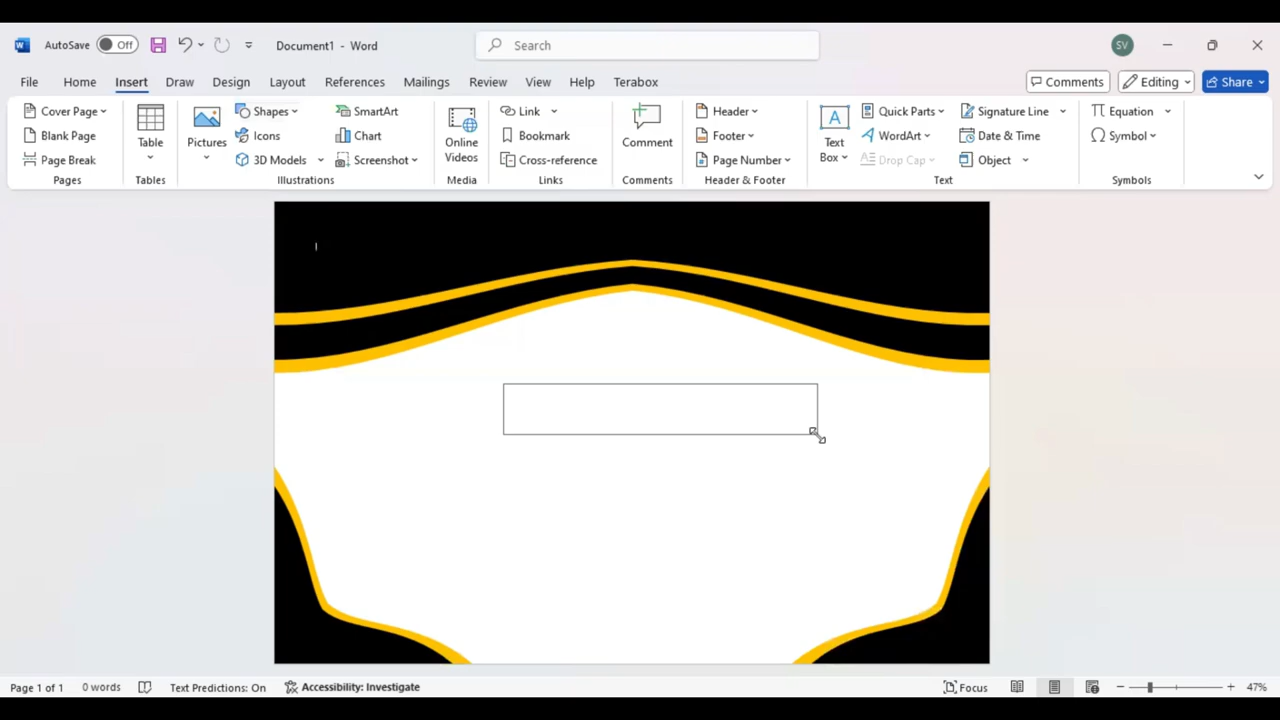 AutoSave Off Document1 - Word Search SV
File Home Insert Draw Design Layout References Mailings Review View Help Terabox Comments Editing Share
Cover Page Shapes SmartArt Link Header Quick Parts Signature Line Equation
Blank Page Table Pictures Icons Chart Online Videos Bookmark Comment Footer Text Box WordArt Date & Time Symbol
Page Break 3D Models Screenshot Cross-reference Page Number Drop Cap Object
Pages Tables Illustrations Media Links Comments Header & Footer Text Symbols
Page 1 of 1 0 words Text Predictions: On Accessibility: Investigate Focus 47%